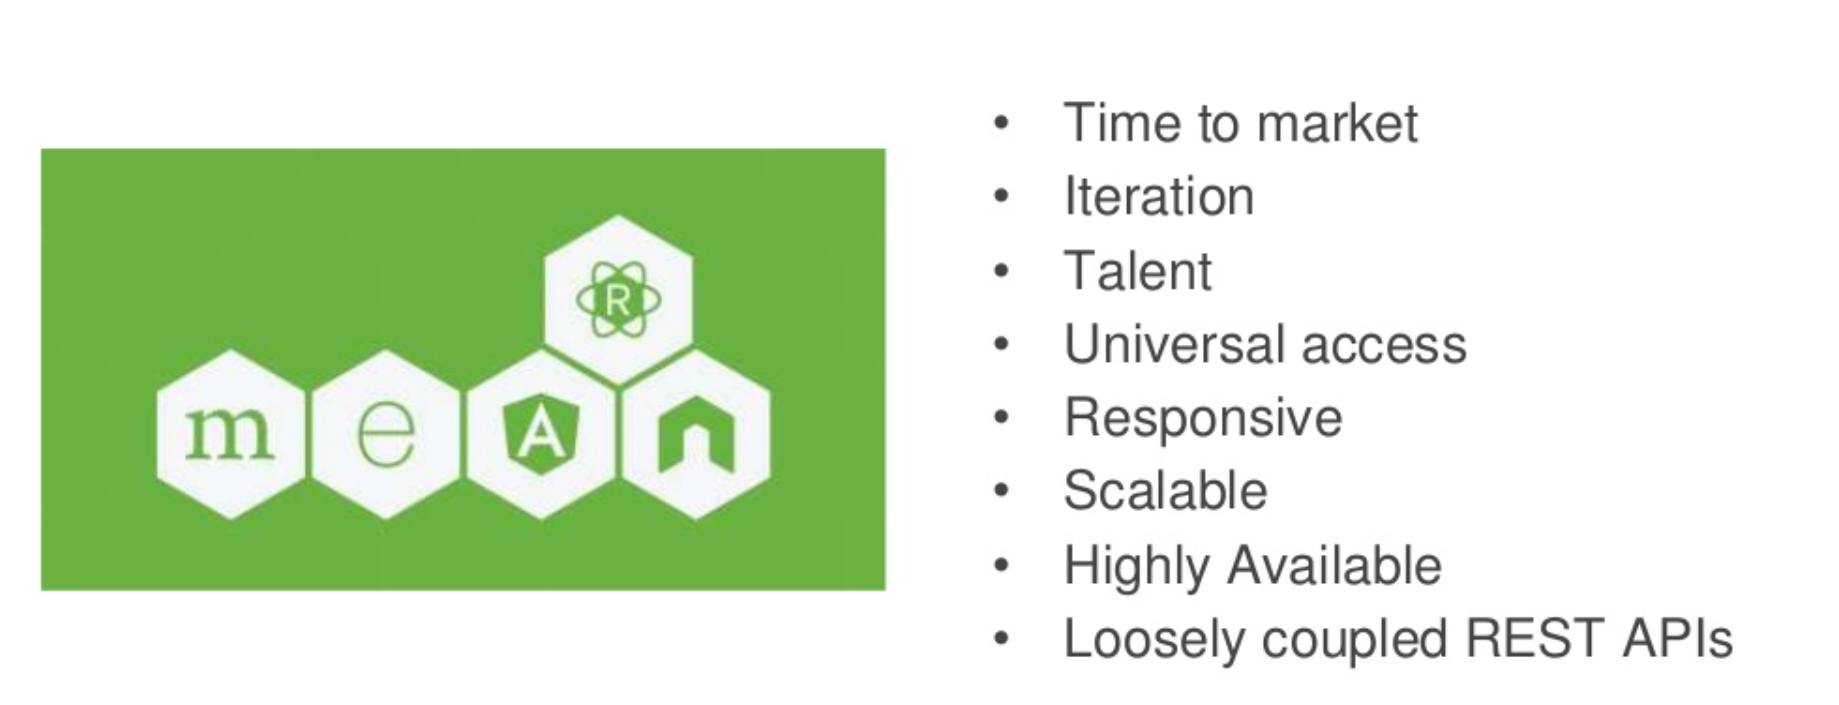 R
m e A n
• Time to market
• Iteration
• Talent
• Universal access
• Responsive
• Scalable
• Highly Available
• Loosely coupled REST APIs